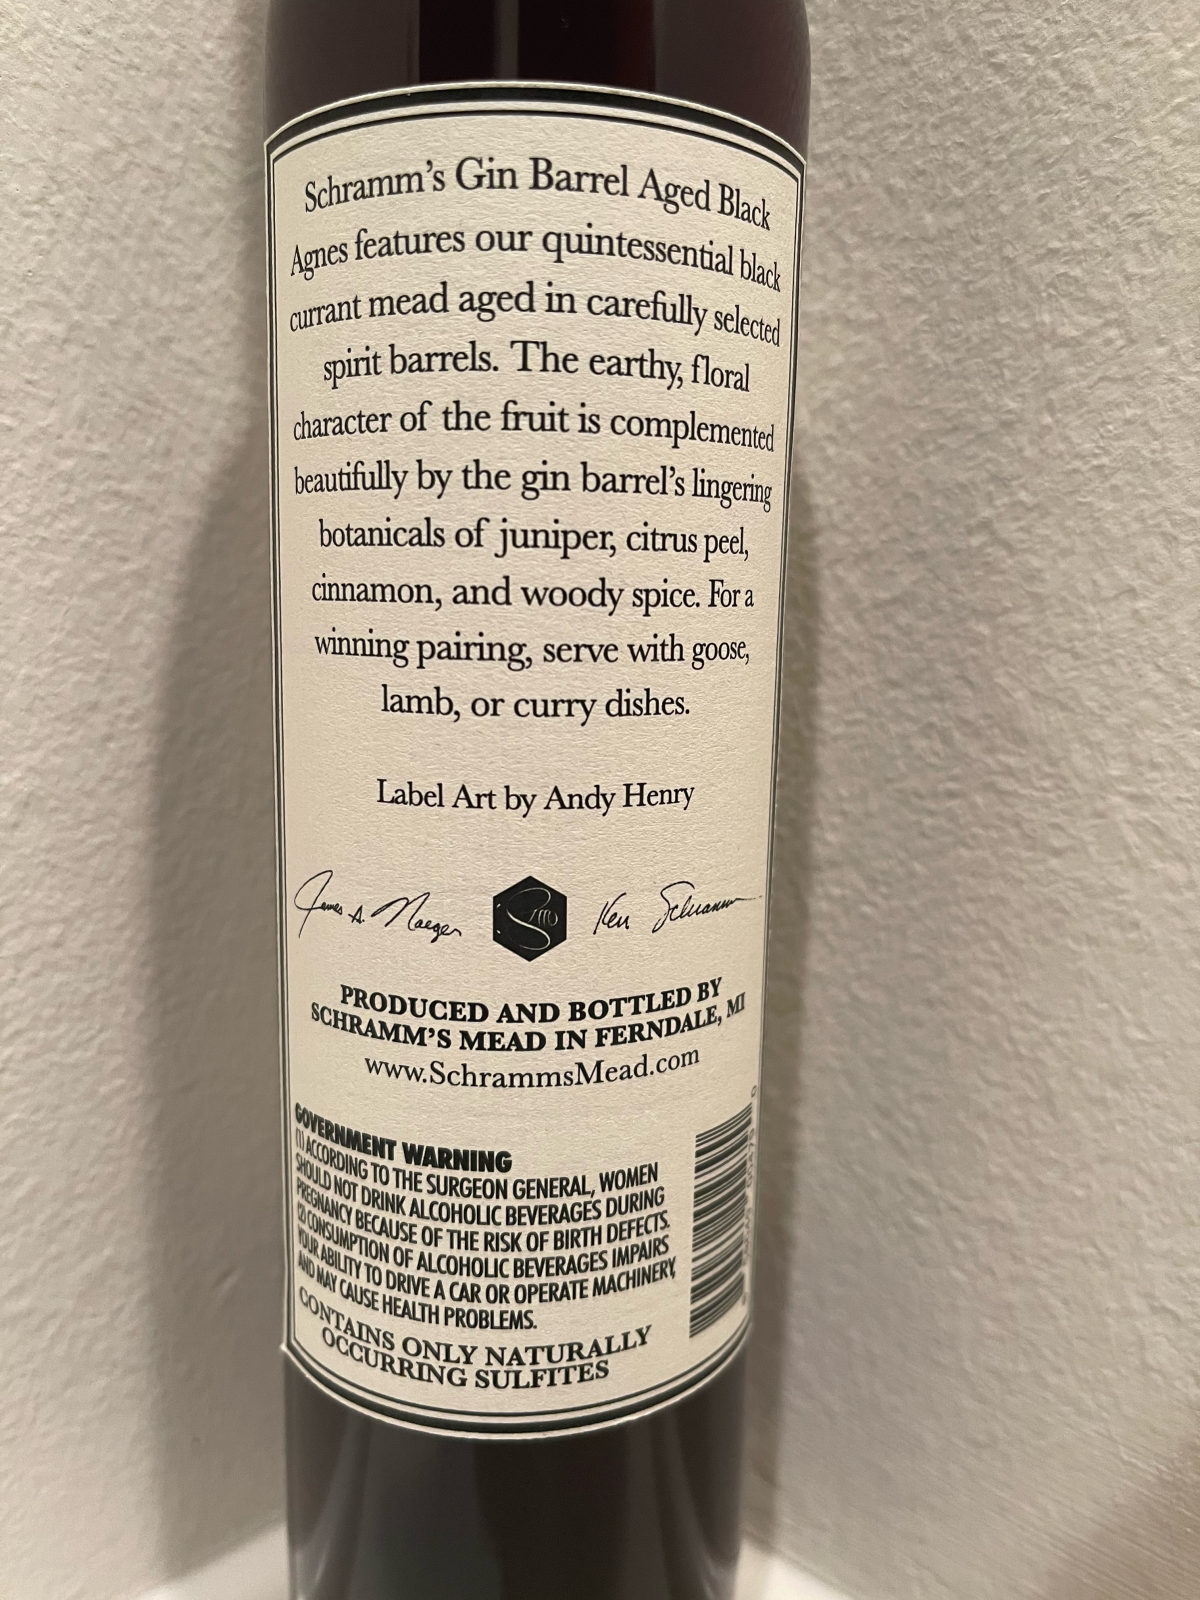 Schramm's Gin Barrel Aged Black
Agnes features our quintessential black
currant mead aged in carefully selected
spirit barrels. The earthy, floral
character of the fruit is complemented
beautifully by the gin barrel's lingering
botanicals of juniper, citrus peel,
cinnamon, and woody spice. For a
winning pairing, serve with goose,
lamb, or curry dishes.
Label Art by Andy Henry
James A. Naeger
Ken Schramm
PRODUCED AND BOTTLED BY
SCHRAMM'S MEAD IN FERNDALE, MI
www.SchrammsMead.com
GOVERNMENT WARNING
(1) ACCORDING TO THE SURGEON GENERAL, WOMEN
SHOULD NOT DRINK ALCOHOLIC BEVERAGES DURING
PREGNANCY BECAUSE OF THE RISK OF BIRTH DEFECTS.
(2) CONSUMPTION OF ALCOHOLIC BEVERAGES IMPAIRS
YOUR ABILITY TO DRIVE A CAR OR OPERATE MACHINERY,
AND MAY CAUSE HEALTH PROBLEMS.
CONTAINS ONLY NATURALLY
OCCURRING SULFITES